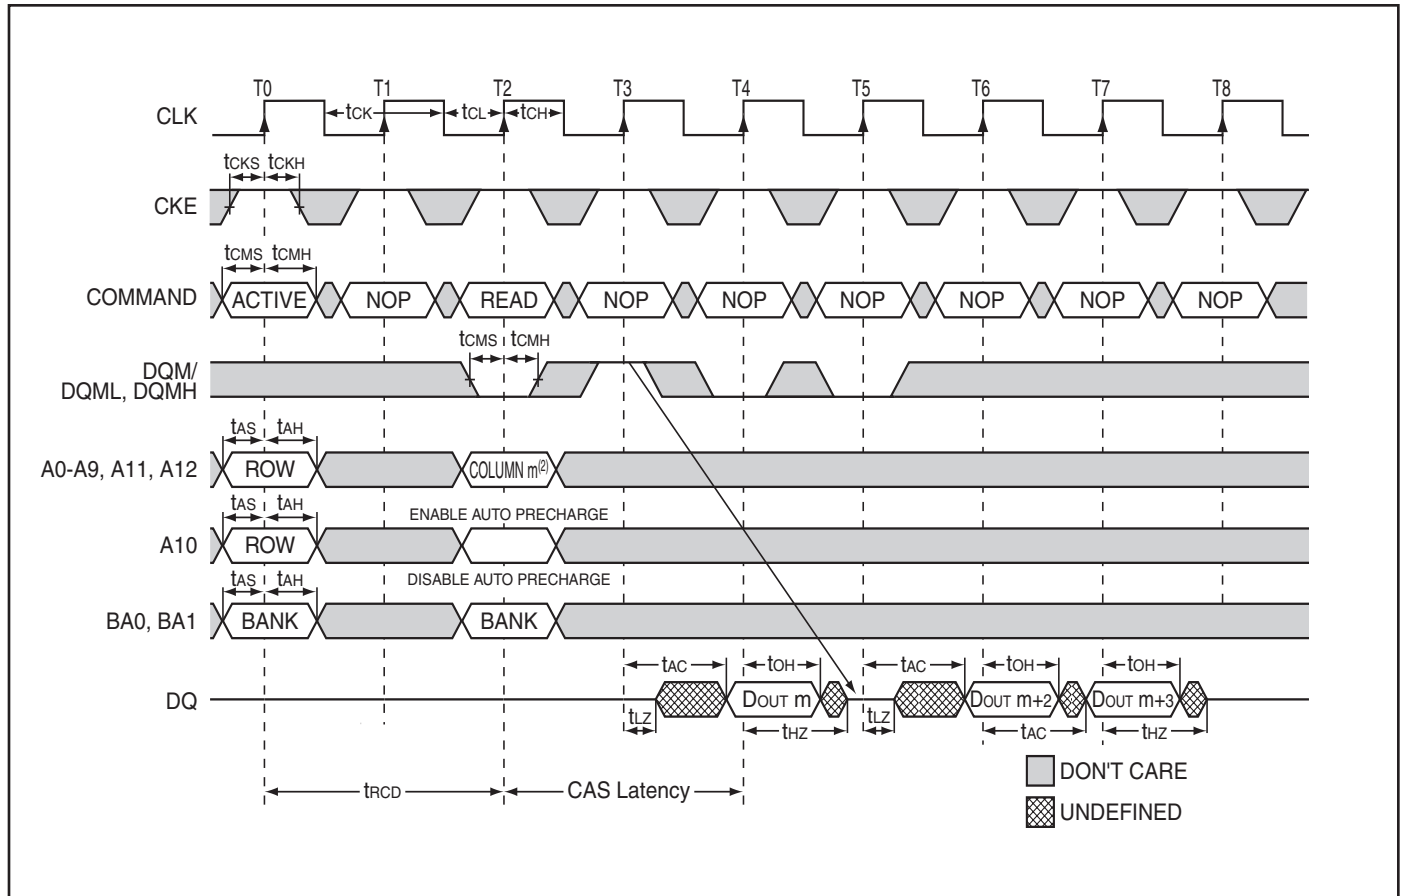 T0 T1 T2 T3 T4 T5 T6 T7 T8
CLK tCK tCL tCH
tCKS tCKH
CKE
tCMS tCMH
COMMAND ACTIVE NOP READ NOP NOP NOP NOP NOP NOP
tCMS tCMH
DQM/
DQML, DQMH
tAS tAH
A0-A9, A11, A12 ROW COLUMN m(2)
tAS tAH ENABLE AUTO PRECHARGE
A10 ROW
tAS tAH DISABLE AUTO PRECHARGE
BA0, BA1 BANK BANK
tAC tOH tAC tOH tOH
DQ DOUT m DOUT m+2 DOUT m+3
tLZ tHZ tLZ tAC tHZ
DON'T CARE
tRCD CAS Latency
UNDEFINED